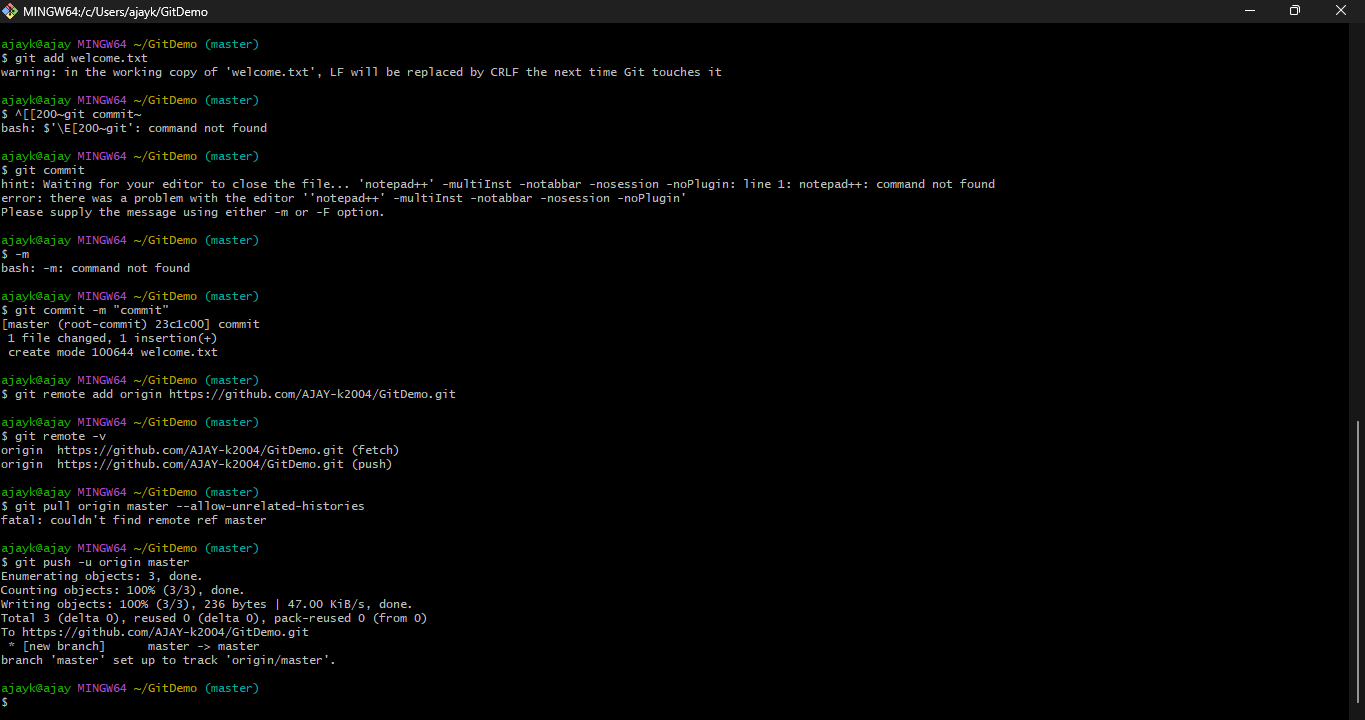 MINGW64:/c/Users/ajayk/GitDemo
ajayk@ajay MINGW64 ~/GitDemo (master)
$ git add welcome.txt
warning: in the working copy of 'welcome.txt', LF will be replaced by CRLF the next time Git touches it
ajayk@ajay MINGW64 ~/GitDemo (master)
$ ^[[200~git commit~
bash: $'\E[200~git': command not found
ajayk@ajay MINGW64 ~/GitDemo (master)
$ git commit
hint: Waiting for your editor to close the file... 'notepad++' -multiInst -notabbar -nosession -noPlugin: line 1: notepad++: command not found
error: there was a problem with the editor ''notepad++' -multiInst -notabbar -nosession -noPlugin'
Please supply the message using either -m or -F option.
ajayk@ajay MINGW64 ~/GitDemo (master)
$ -m
bash: -m: command not found
ajayk@ajay MINGW64 ~/GitDemo (master)
$ git commit -m "commit"
[master (root-commit) 23c1c00] commit
 1 file changed, 1 insertion(+)
 create mode 100644 welcome.txt
ajayk@ajay MINGW64 ~/GitDemo (master)
$ git remote add origin https://github.com/AJAY-k2004/GitDemo.git
ajayk@ajay MINGW64 ~/GitDemo (master)
$ git remote -v
origin  https://github.com/AJAY-k2004/GitDemo.git (fetch)
origin  https://github.com/AJAY-k2004/GitDemo.git (push)
ajayk@ajay MINGW64 ~/GitDemo (master)
$ git pull origin master --allow-unrelated-histories
fatal: couldn't find remote ref master
ajayk@ajay MINGW64 ~/GitDemo (master)
$ git push -u origin master
Enumerating objects: 3, done.
Counting objects: 100% (3/3), done.
Writing objects: 100% (3/3), 236 bytes | 47.00 KiB/s, done.
Total 3 (delta 0), reused 0 (delta 0), pack-reused 0 (from 0)
To https://github.com/AJAY-k2004/GitDemo.git
 * [new branch]      master -> master
branch 'master' set up to track 'origin/master'.
ajayk@ajay MINGW64 ~/GitDemo (master)
$